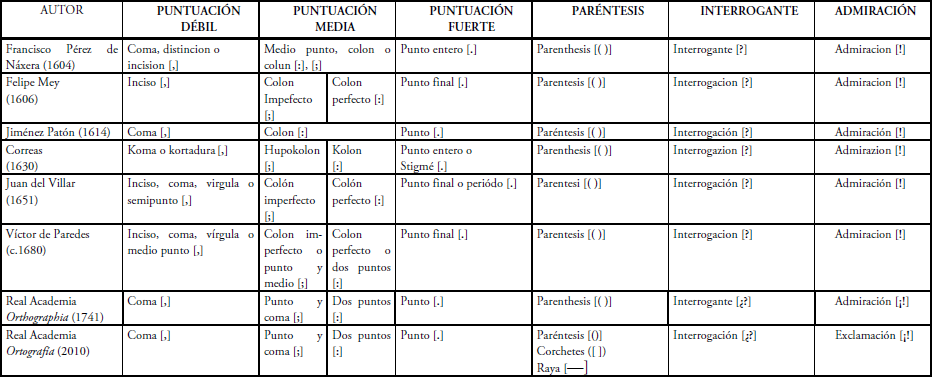 AUTOR PUNTUACIÓN DÉBIL PUNTUACIÓN MEDIA PUNTUACIÓN FUERTE PARÉNTESIS INTERROGANTE ADMIRACIÓN
Francisco Pérez de Náxera (1604) Coma, distincion o incision [,] Medio punto, colon o colun [:], [;] Punto entero [.] Parenthesis [( )] Interrogante [?] Admiracion [!]
Felipe Mey (1606) Inciso [,] Colon Impefecto [;] Colon perfecto [:] Punto final [.] Parentesis [( )] Interrogacion [?] Admiracion [!]
Jiménez Patón (1614) Coma [,] Colon [:] Punto [.] Paréntesis [( )] Interrogación [?] Admiración [!]
Correas (1630) Koma o kortadura [,] Hupokolon [;] Kolon [:] Punto entero o Stigmé [.] Parenthesis [( )] Interrogazion [?] Admirazion [!]
Juan del Villar (1651) Inciso, coma, virgula o semipunto [,] Colón imperfecto [;] Colón perfecto [:] Punto final o periódo [.] Parentesi [( )] Interrogación [?] Admiración [!]
Víctor de Paredes (c.1680) Inciso, coma, vírgula o medio punto [,] Colon im-perfecto o punto y medio [;] Colon perfecto o dos puntos [:] Punto final [.] Parentesis [( )] Interrogacion [?] Admiracion [!]
Real Academia Orthographia (1741) Coma [,] Punto y coma [;] Dos puntos [:] Punto [.] Parenthesis [( )] Interrogante [¿?] Admiración [¡!]
Real Academia Ortografía (2010) Coma [,] Punto y coma [;] Dos puntos [:] Punto [.] Paréntesis [()] Corchetes ([ ]) Raya [—] Interrogación [¿?] Exclamación [¡!]